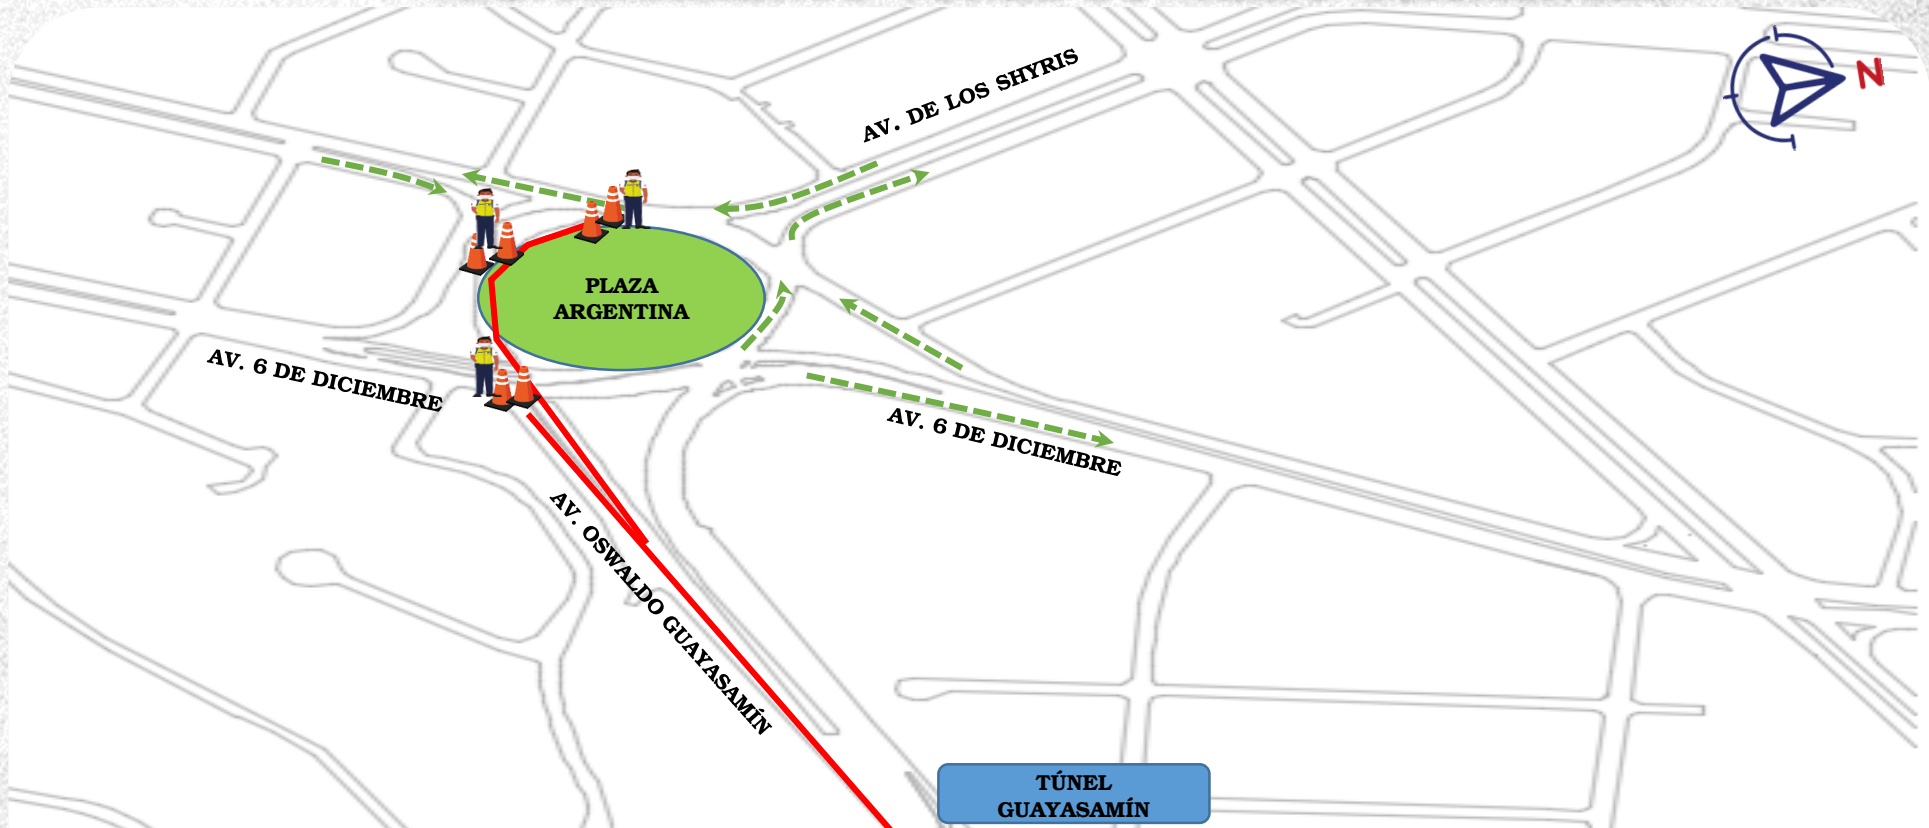 AV. DE LOS SHYRIS
N
PLAZA
ARGENTINA
AV. 6 DE DICIEMBRE
AV. 6 DE DICIEMBRE
AV. OSWALDO GUAYASAMÍN
TÚNEL
GUAYASAMÍN